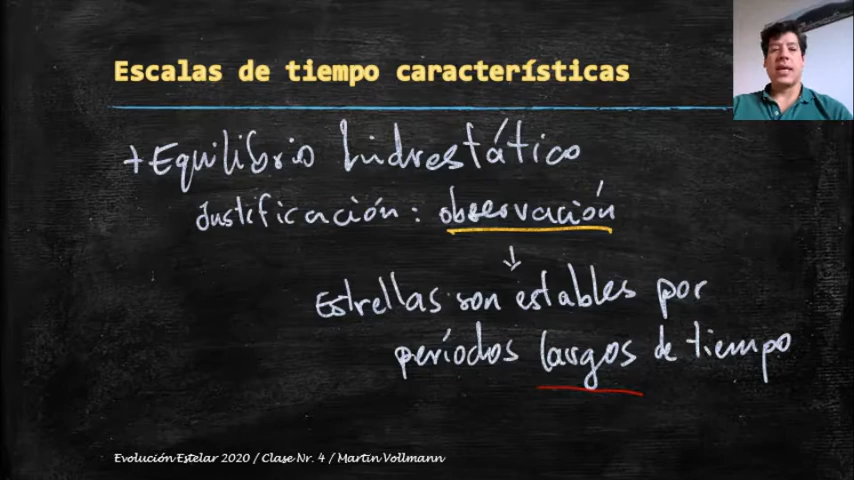 Escalas de tiempo características
+Equilibrio hidrostático
Justificación: observación
↓
Estrellas son estables por
períodos largos de tiempo
Evolución Estelar 2020 / Clase Nr. 4 / Martin Vollmann